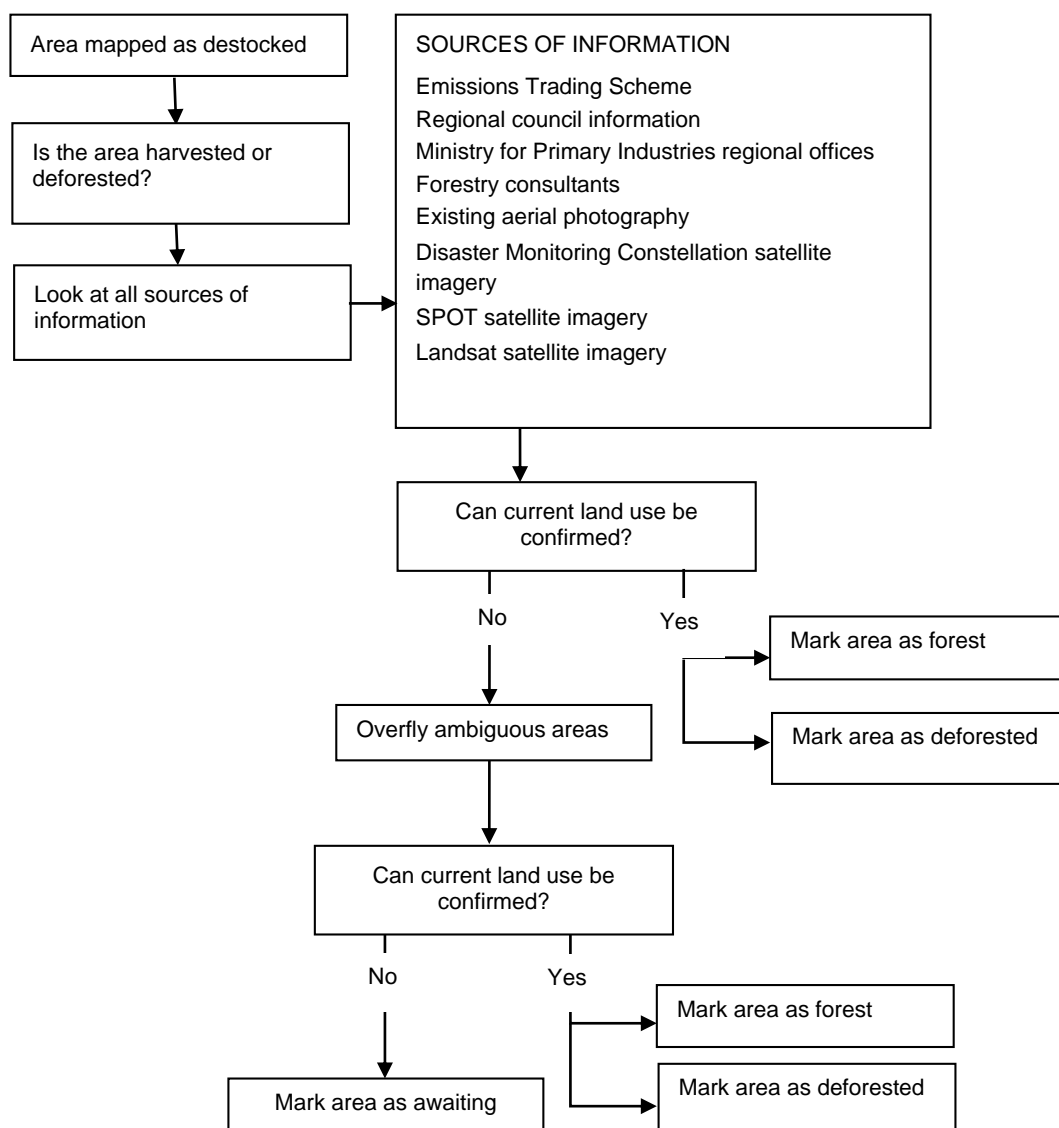 Area mapped as destocked
Is the area harvested or
deforested?
Look at all sources of
information
SOURCES OF INFORMATION
Emissions Trading Scheme
Regional council information
Ministry for Primary Industries regional offices
Forestry consultants
Existing aerial photography
Disaster Monitoring Constellation satellite
imagery
SPOT satellite imagery
Landsat satellite imagery
Can current land use be
confirmed?
No
Yes
Mark area as forest
Mark area as deforested
Overfly ambiguous areas
Can current land use be
confirmed?
No
Yes
Mark area as forest
Mark area as deforested
Mark area as awaiting